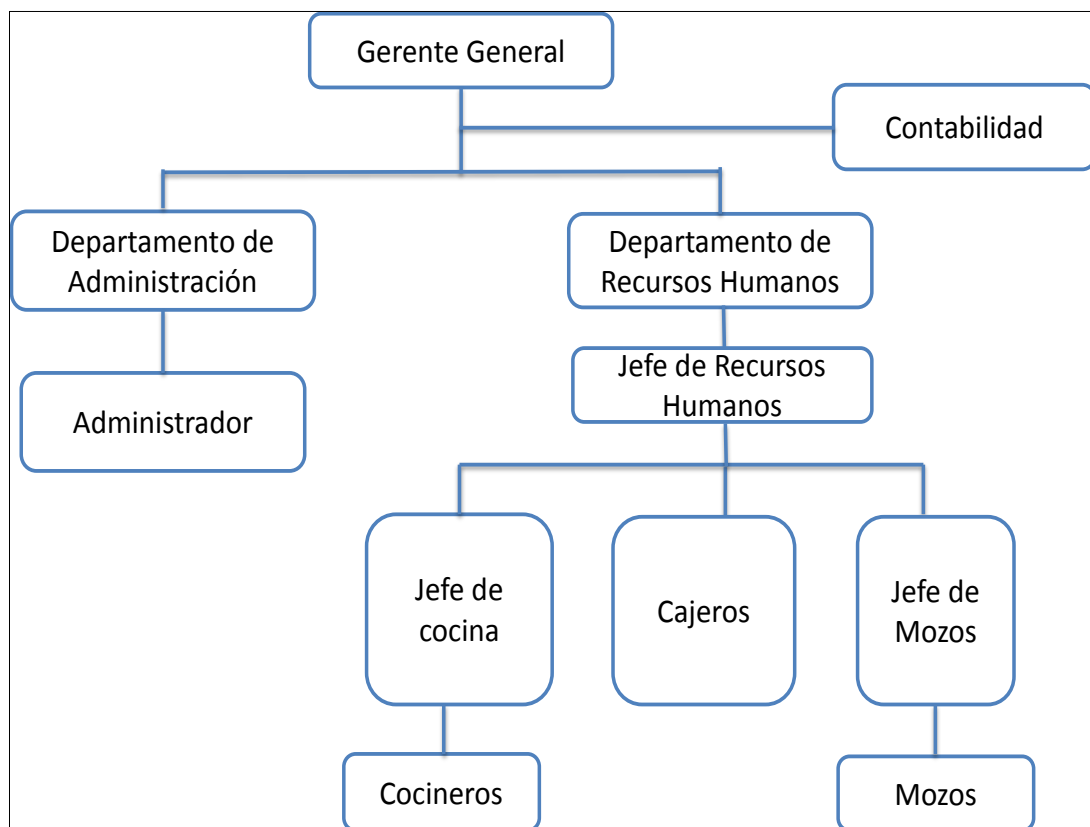 Gerente General
Contabilidad
Departamento de
Administración
Departamento de
Recursos Humanos
Administrador
Jefe de Recursos
Humanos
Jefe de
cocina
Cajeros
Jefe de
Mozos
Cocineros
Mozos